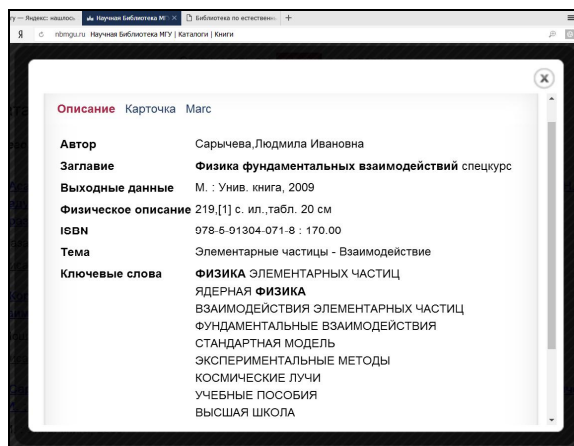 гу — Яндекс: нашлось
Научная Библиотека МГ
Библиотека по естествен
Я nbmgu.ru Научная Библиотека МГУ | Каталоги | Книги
Описание Карточка Marc
Автор Сарычева,Людмила Ивановна
Заглавие Физика фундаментальных взаимодействий спецкурс
Выходные данные М. : Унив. книга, 2009
Физическое описание 219,[1] с. ил.,табл. 20 см
ISBN 978-5-91304-071-8 : 170.00
Тема Элементарные частицы - Взаимодействие
Ключевые слова ФИЗИКА ЭЛЕМЕНТАРНЫХ ЧАСТИЦ
ЯДЕРНАЯ ФИЗИКА
ВЗАИМОДЕЙСТВИЯ ЭЛЕМЕНТАРНЫХ ЧАСТИЦ
ФУНДАМЕНТАЛЬНЫЕ ВЗАИМОДЕЙСТВИЯ
СТАНДАРТНАЯ МОДЕЛЬ
ЭКСПЕРИМЕНТАЛЬНЫЕ МЕТОДЫ
КОСМИЧЕСКИЕ ЛУЧИ
УЧЕБНЫЕ ПОСОБИЯ
ВЫСШАЯ ШКОЛА